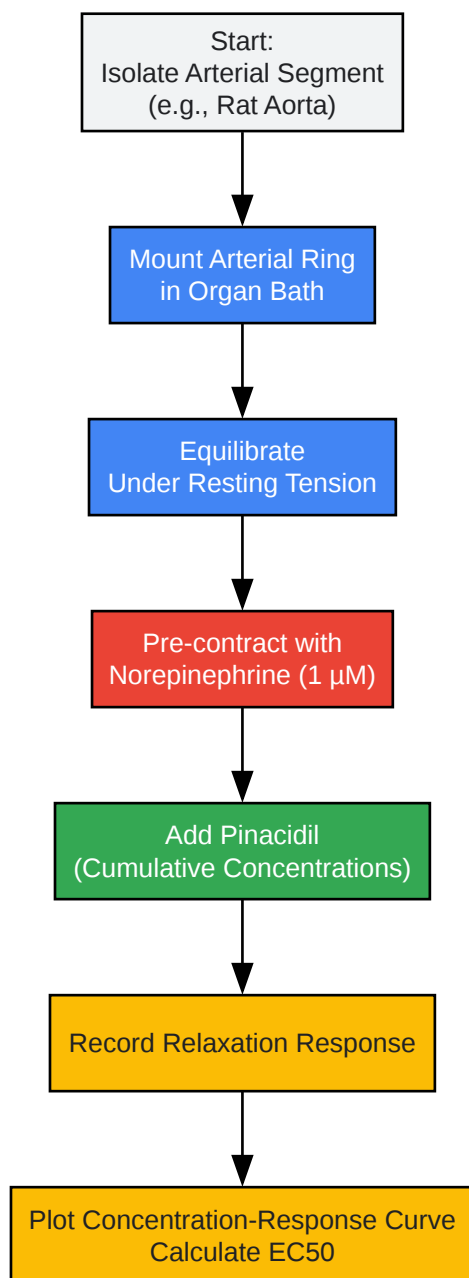 Start:
Isolate Arterial Segment
(e.g., Rat Aorta)
Mount Arterial Ring
in Organ Bath
Equilibrate
Under Resting Tension
Pre-contract with
Norepinephrine (1 µM)
Add Pinacidil
(Cumulative Concentrations)
Record Relaxation Response
Plot Concentration-Response Curve
Calculate EC50